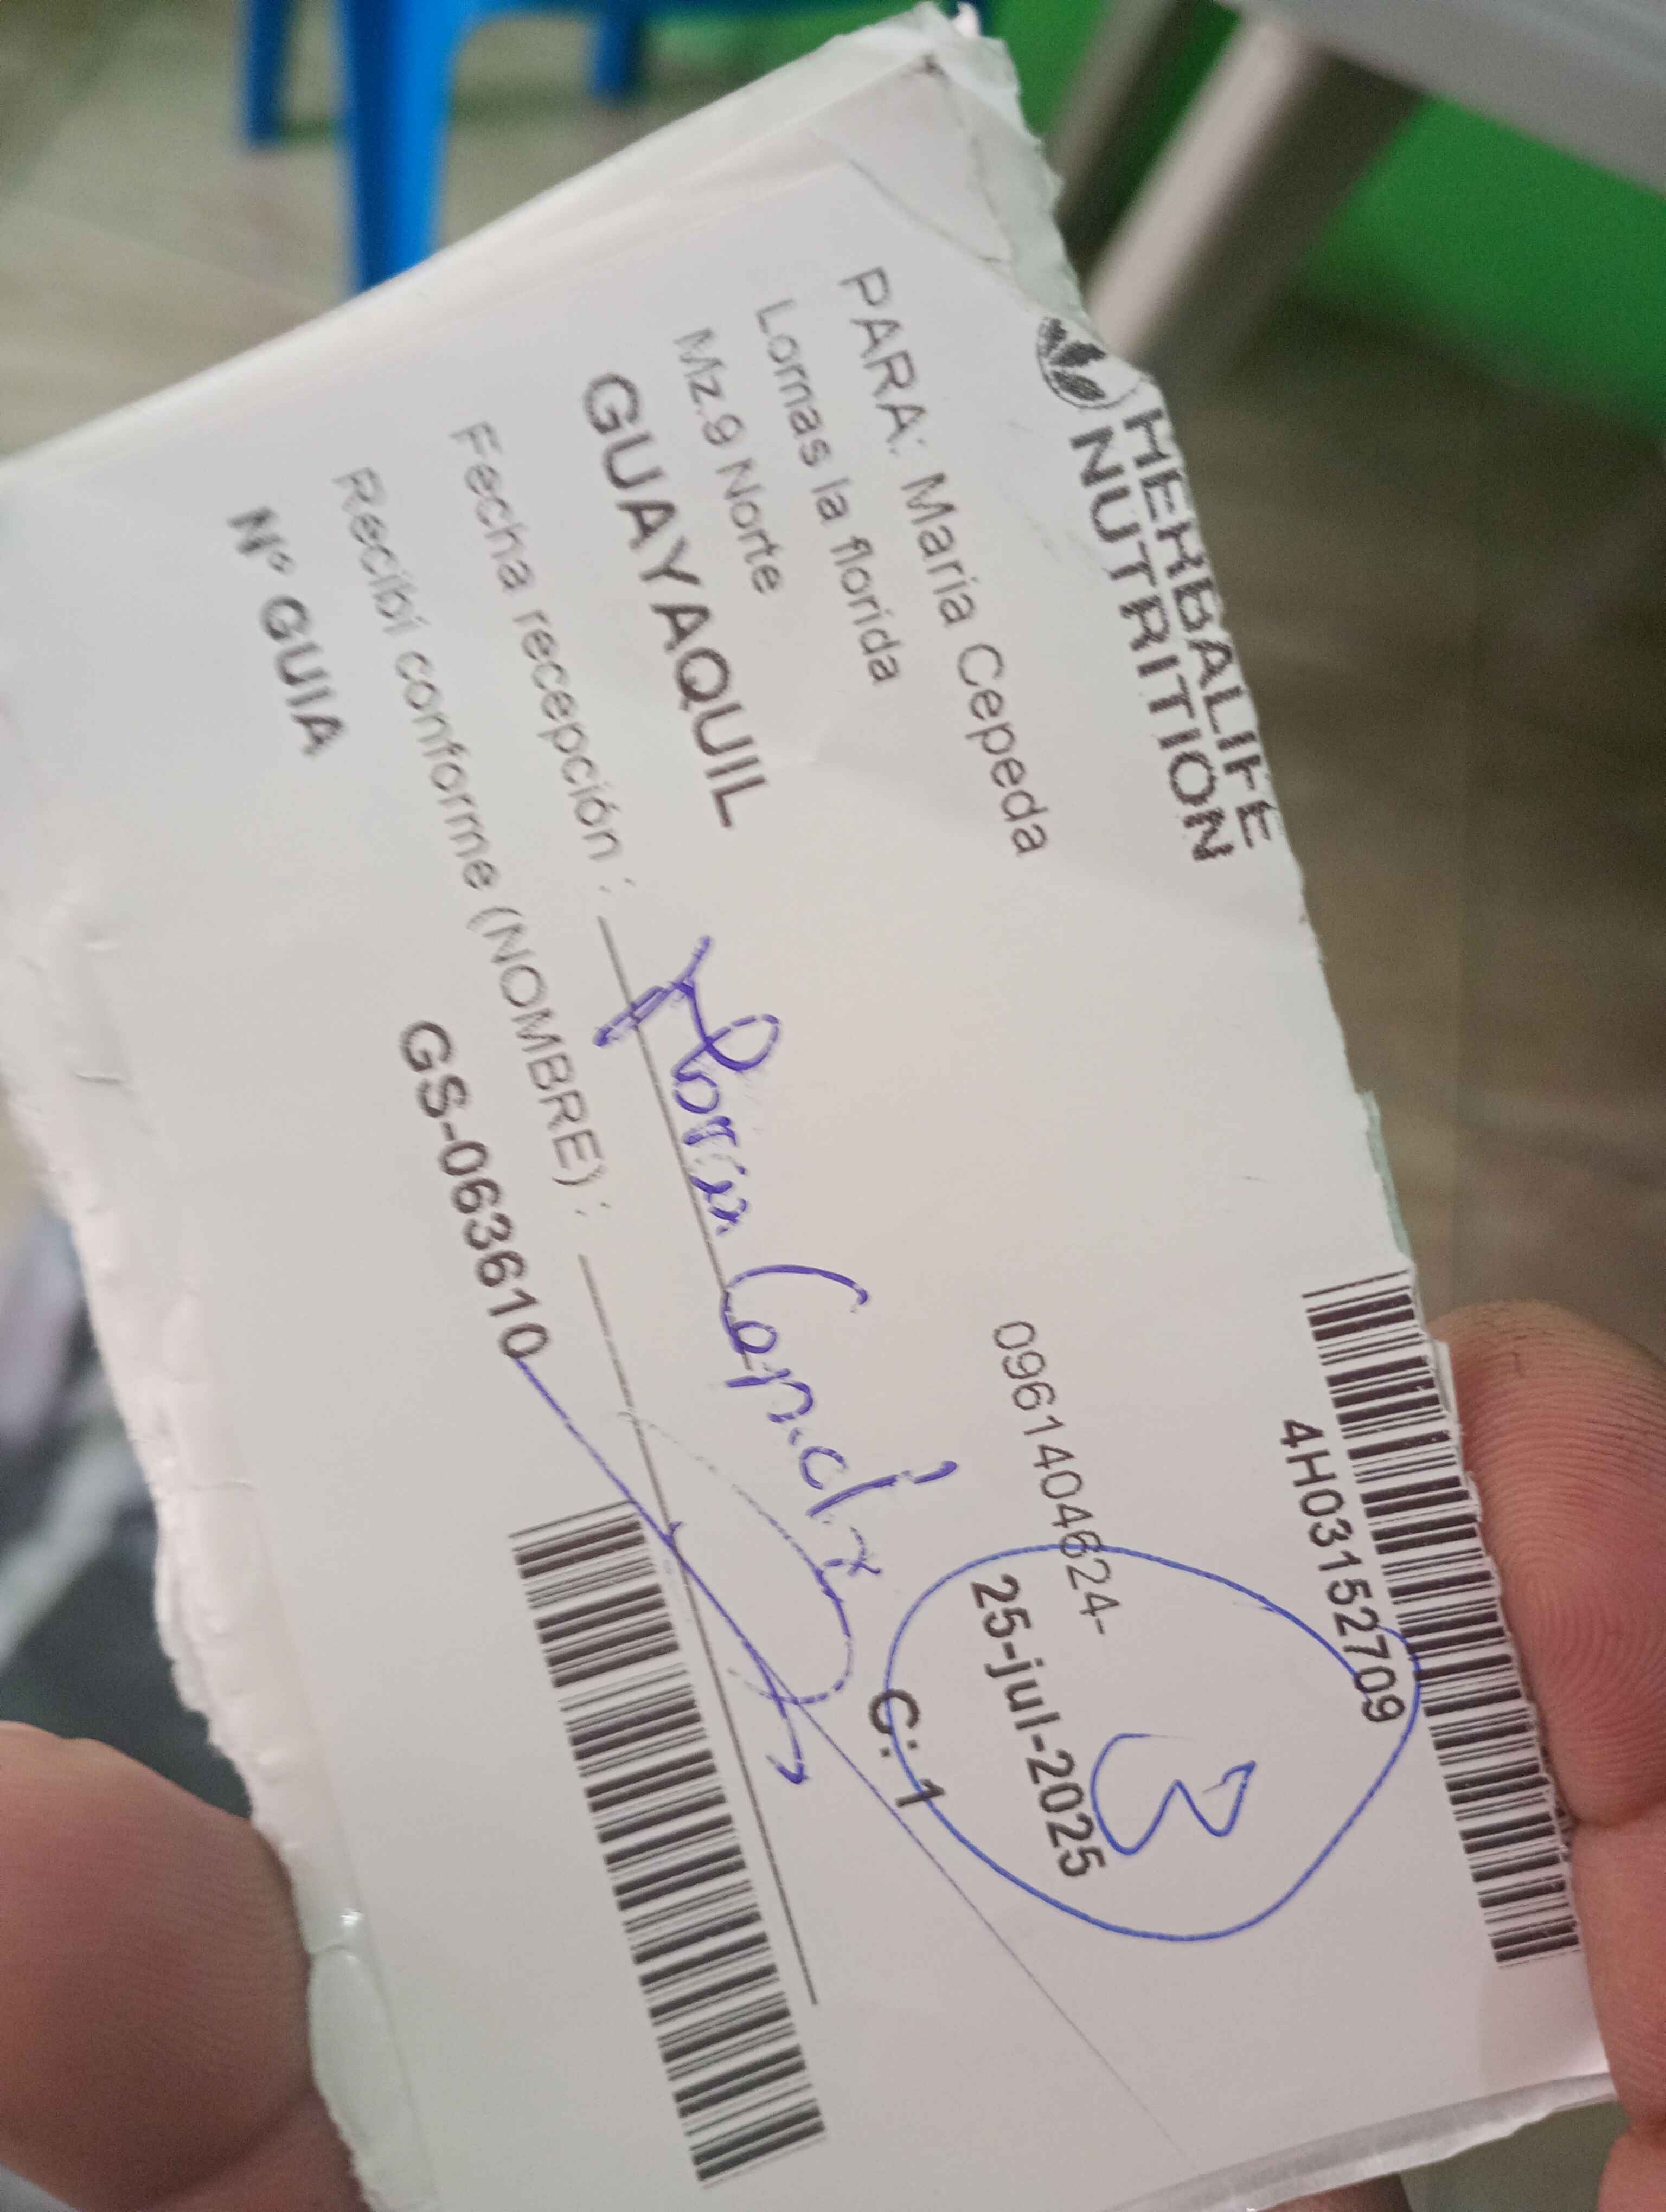 HERBALIFE
NUTRITION
4H03152709
PARA: Maria Cepeda
0961404624-
Lomas la florida
3
Mz.9 Norte
25-jul-2025
GUAYAQUIL
C: 1
Fecha recepción :
Recibí conforme (NOMBRE) :
Nº GUIA
GS-063610